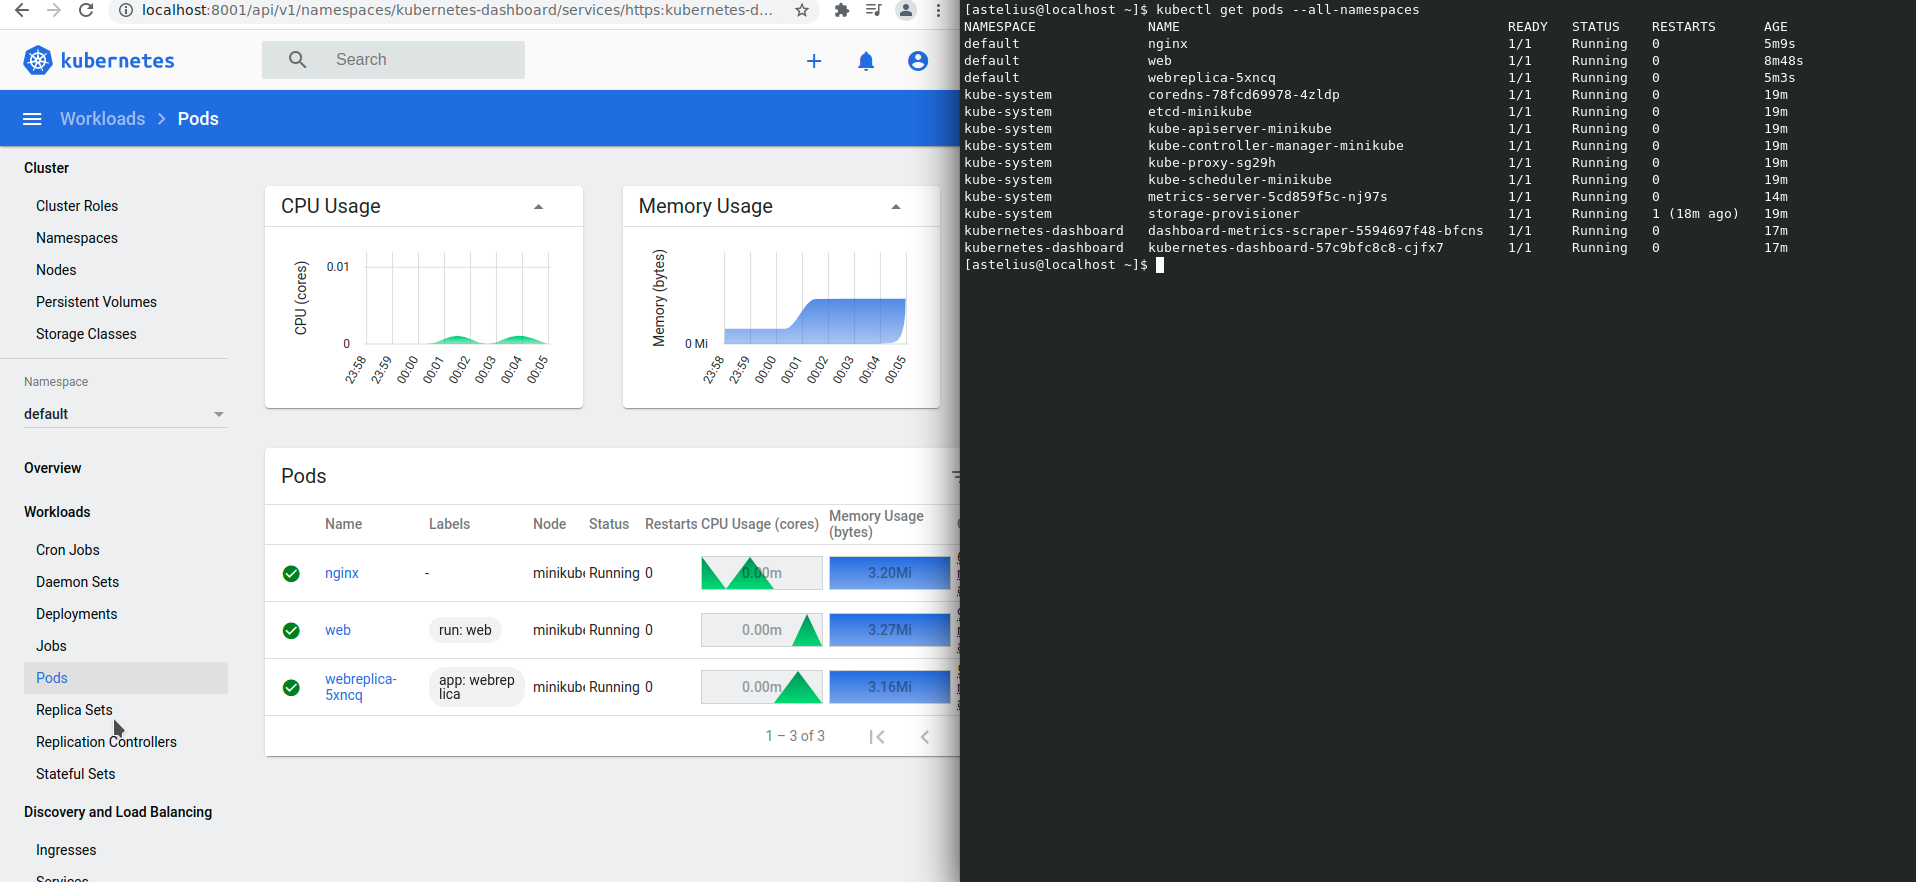 localhost:8001/api/v1/namespaces/kubernetes-dashboard/services/https:kubernetes-d...
kubernetes
Search
Workloads > Pods
Cluster
Cluster Roles
Namespaces
Nodes
Persistent Volumes
Storage Classes
Namespace
default
Overview
Workloads
Cron Jobs
Daemon Sets
Deployments
Jobs
Pods
Replica Sets
Replication Controllers
Stateful Sets
Discovery and Load Balancing
Ingresses
Services
CPU Usage
CPU (cores)
0.01
0
23:58 23:59 00:00 00:01 00:02 00:03 00:04 00:05
Memory Usage
Memory (bytes)
0 Mi
23:58 23:59 00:00 00:01 00:02 00:03 00:04 00:05
Pods
Name Labels Node Status Restarts CPU Usage (cores) Memory Usage (bytes)
nginx - minikube Running 0 0.00m 3.20Mi
web run: web minikube Running 0 0.00m 3.27Mi
webreplica-5xncq app: webreplica minikube Running 0 0.00m 3.16Mi
1 – 3 of 3
[astelius@localhost ~]$ kubectl get pods --all-namespaces
NAMESPACE NAME READY STATUS RESTARTS AGE
default nginx 1/1 Running 0 5m9s
default web 1/1 Running 0 8m48s
default webreplica-5xncq 1/1 Running 0 5m3s
kube-system coredns-78fcd69978-4zldp 1/1 Running 0 19m
kube-system etcd-minikube 1/1 Running 0 19m
kube-system kube-apiserver-minikube 1/1 Running 0 19m
kube-system kube-controller-manager-minikube 1/1 Running 0 19m
kube-system kube-proxy-sg29h 1/1 Running 0 19m
kube-system kube-scheduler-minikube 1/1 Running 0 19m
kube-system metrics-server-5cd859f5c-nj97s 1/1 Running 0 14m
kube-system storage-provisioner 1/1 Running 1 (18m ago) 19m
kubernetes-dashboard dashboard-metrics-scraper-5594697f48-bfcns 1/1 Running 0 17m
kubernetes-dashboard kubernetes-dashboard-57c9bfc8c8-cjfx7 1/1 Running 0 17m
[astelius@localhost ~]$